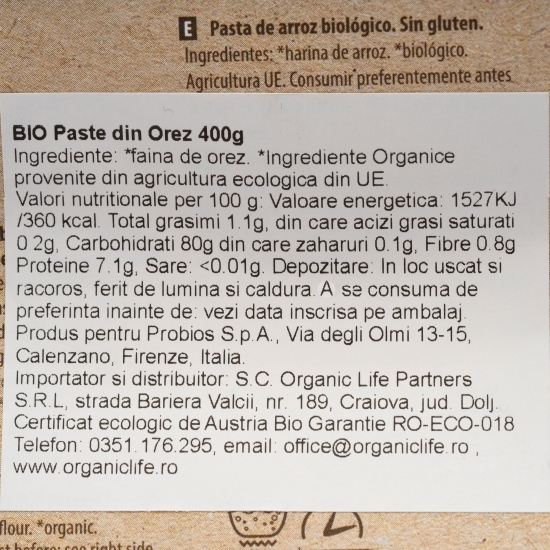 E Pasta de arroz biológico. Sin gluten.
Ingredientes: *harina de arroz. *biológico.
Agricultura UE. Consumir preferentemente antes
BIO Paste din Orez 400g
Ingrediente: *faina de orez. *Ingrediente Organice
provenite din agricultura ecologica din UE.
Valori nutritionale per 100 g: Valoare energetica: 1527KJ
/360 kcal. Total grasimi 1.1g, din care acizi grasi saturati
0.2g, Carbohidrati 80g din care zaharuri 0.1g, Fibre 0.8g
Proteine 7.1g, Sare: <0.01g. Depozitare: In loc uscat si
racoros, ferit de lumina si caldura. A se consuma de
preferinta inainte de: vezi data inscrisa pe ambalaj.
Produs pentru Probios S.p.A., Via degli Olmi 13-15,
Calenzano, Firenze, Italia.
Importator si distribuitor: S.C. Organic Life Partners
S.R.L, strada Bariera Valcii, nr. 189, Craiova, jud. Dolj.
Certificat ecologic de Austria Bio Garantie RO-ECO-018
Telefon: 0351.176.295, email: office@organiclife.ro ,
www.organiclife.ro
flour. *organic.
before: see right side